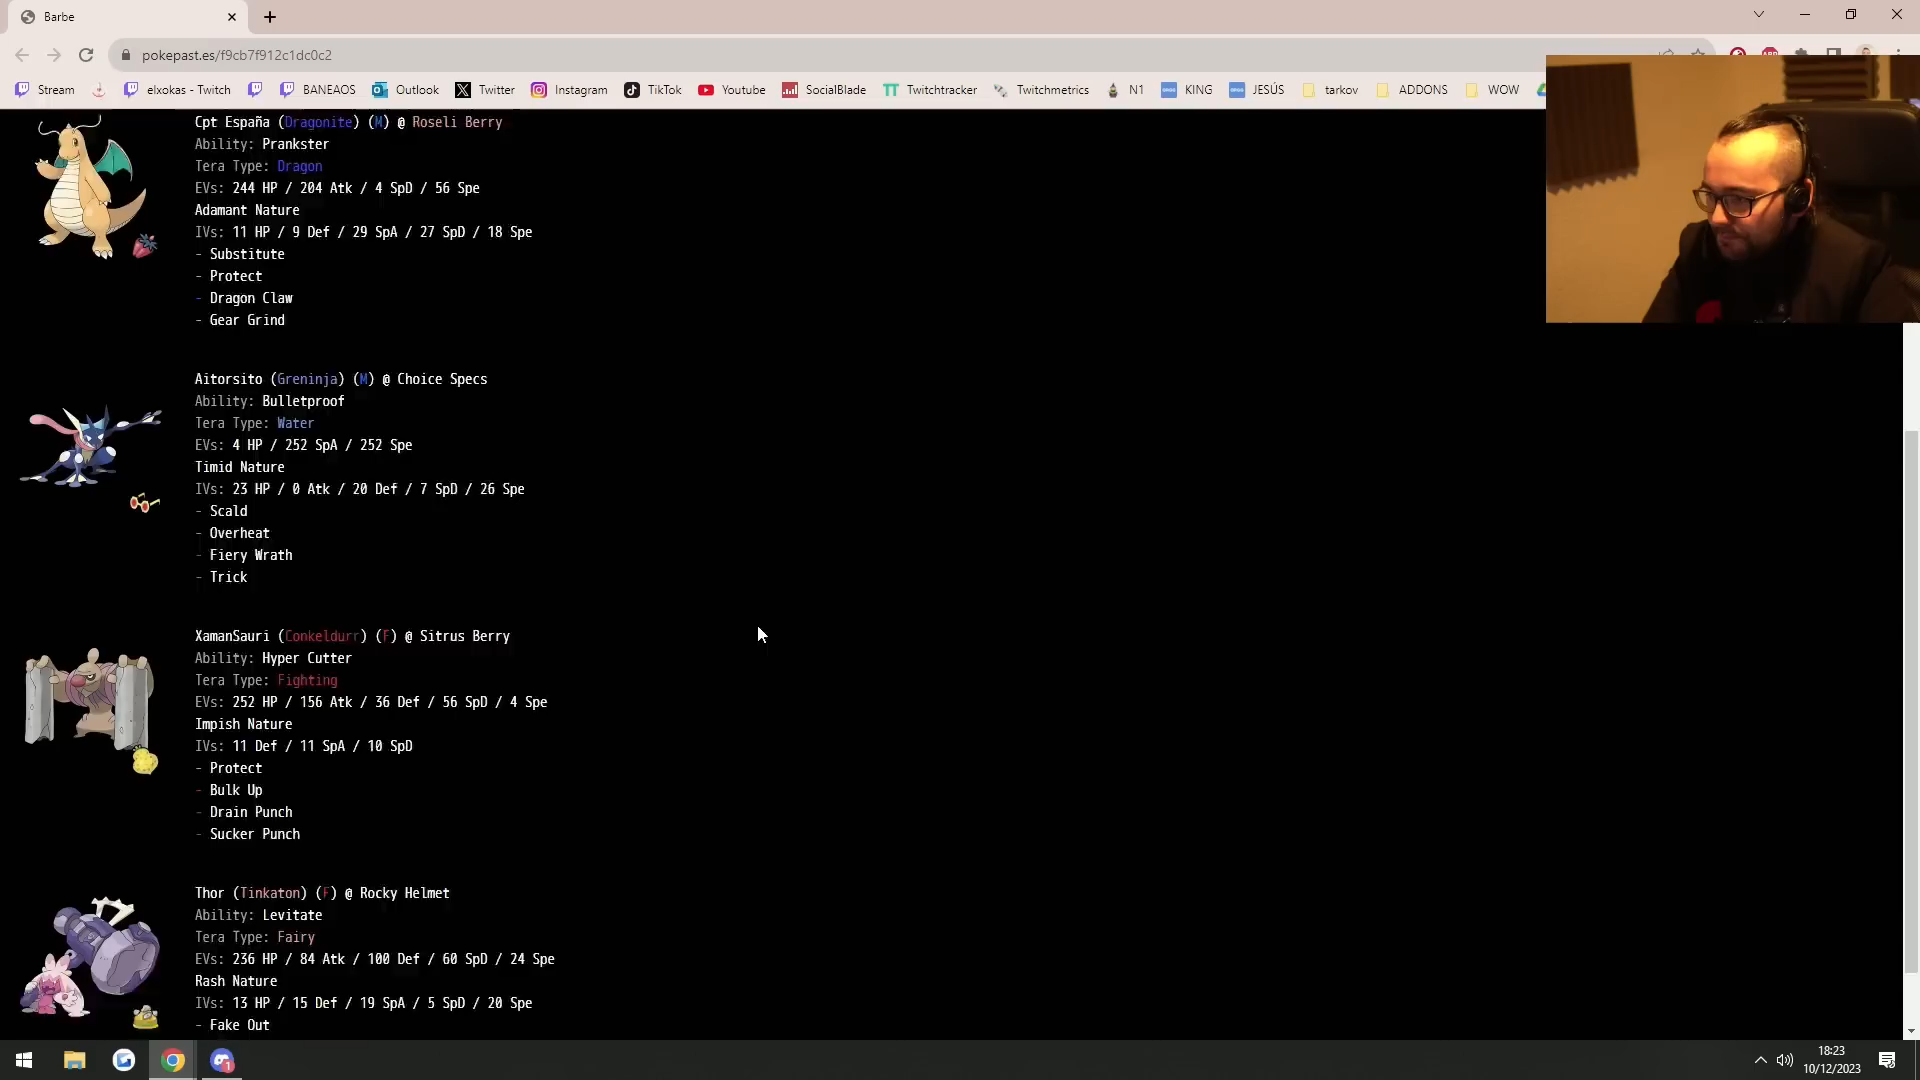 Barbe
pokepast.es/f9cb7f912c1dc0c2
Stream
elxokas - Twitch
BANEAOS
Outlook
Twitter
Instagram
TikTok
Youtube
SocialBlade
Twitchtracker
Twitchmetrics
N1
KING
JESÚS
tarkov
ADDONS
WOW
Cpt España (Dragonite) (M) @ Roseli Berry
Ability: Prankster
Tera Type: Dragon
EVs: 244 HP / 204 Atk / 4 SpD / 56 Spe
Adamant Nature
IVs: 11 HP / 9 Def / 29 SpA / 27 SpD / 18 Spe
- Substitute
- Protect
- Dragon Claw
- Gear Grind
Aitorsito (Greninja) (M) @ Choice Specs
Ability: Bulletproof
Tera Type: Water
EVs: 4 HP / 252 SpA / 252 Spe
Timid Nature
IVs: 23 HP / 0 Atk / 20 Def / 7 SpD / 26 Spe
- Scald
- Overheat
- Fiery Wrath
- Trick
XamanSauri (Conkeldurr) (F) @ Sitrus Berry
Ability: Hyper Cutter
Tera Type: Fighting
EVs: 252 HP / 156 Atk / 36 Def / 56 SpD / 4 Spe
Impish Nature
IVs: 11 Def / 11 SpA / 10 SpD
- Protect
- Bulk Up
- Drain Punch
- Sucker Punch
Thor (Tinkaton) (F) @ Rocky Helmet
Ability: Levitate
Tera Type: Fairy
EVs: 236 HP / 84 Atk / 100 Def / 60 SpD / 24 Spe
Rash Nature
IVs: 13 HP / 15 Def / 19 SpA / 5 SpD / 20 Spe
- Fake Out
1
18:23
10/12/2023